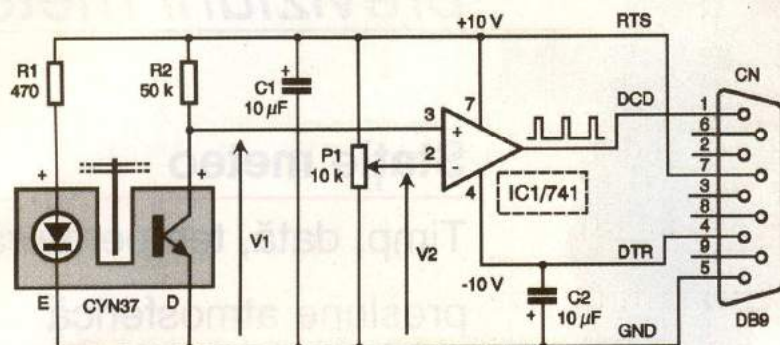 +10 V
RTS
R1
470
R2
50 k
+
C1
10 µF
P1
10 k
3
+
2
-
7
4
IC1/741
DCD
CN
1
6
2
7
3
8
4
9
5
DB9
+
+
E
CYN37
D
V1
V2
-10 V
DTR
C2
10 µF
+
GND